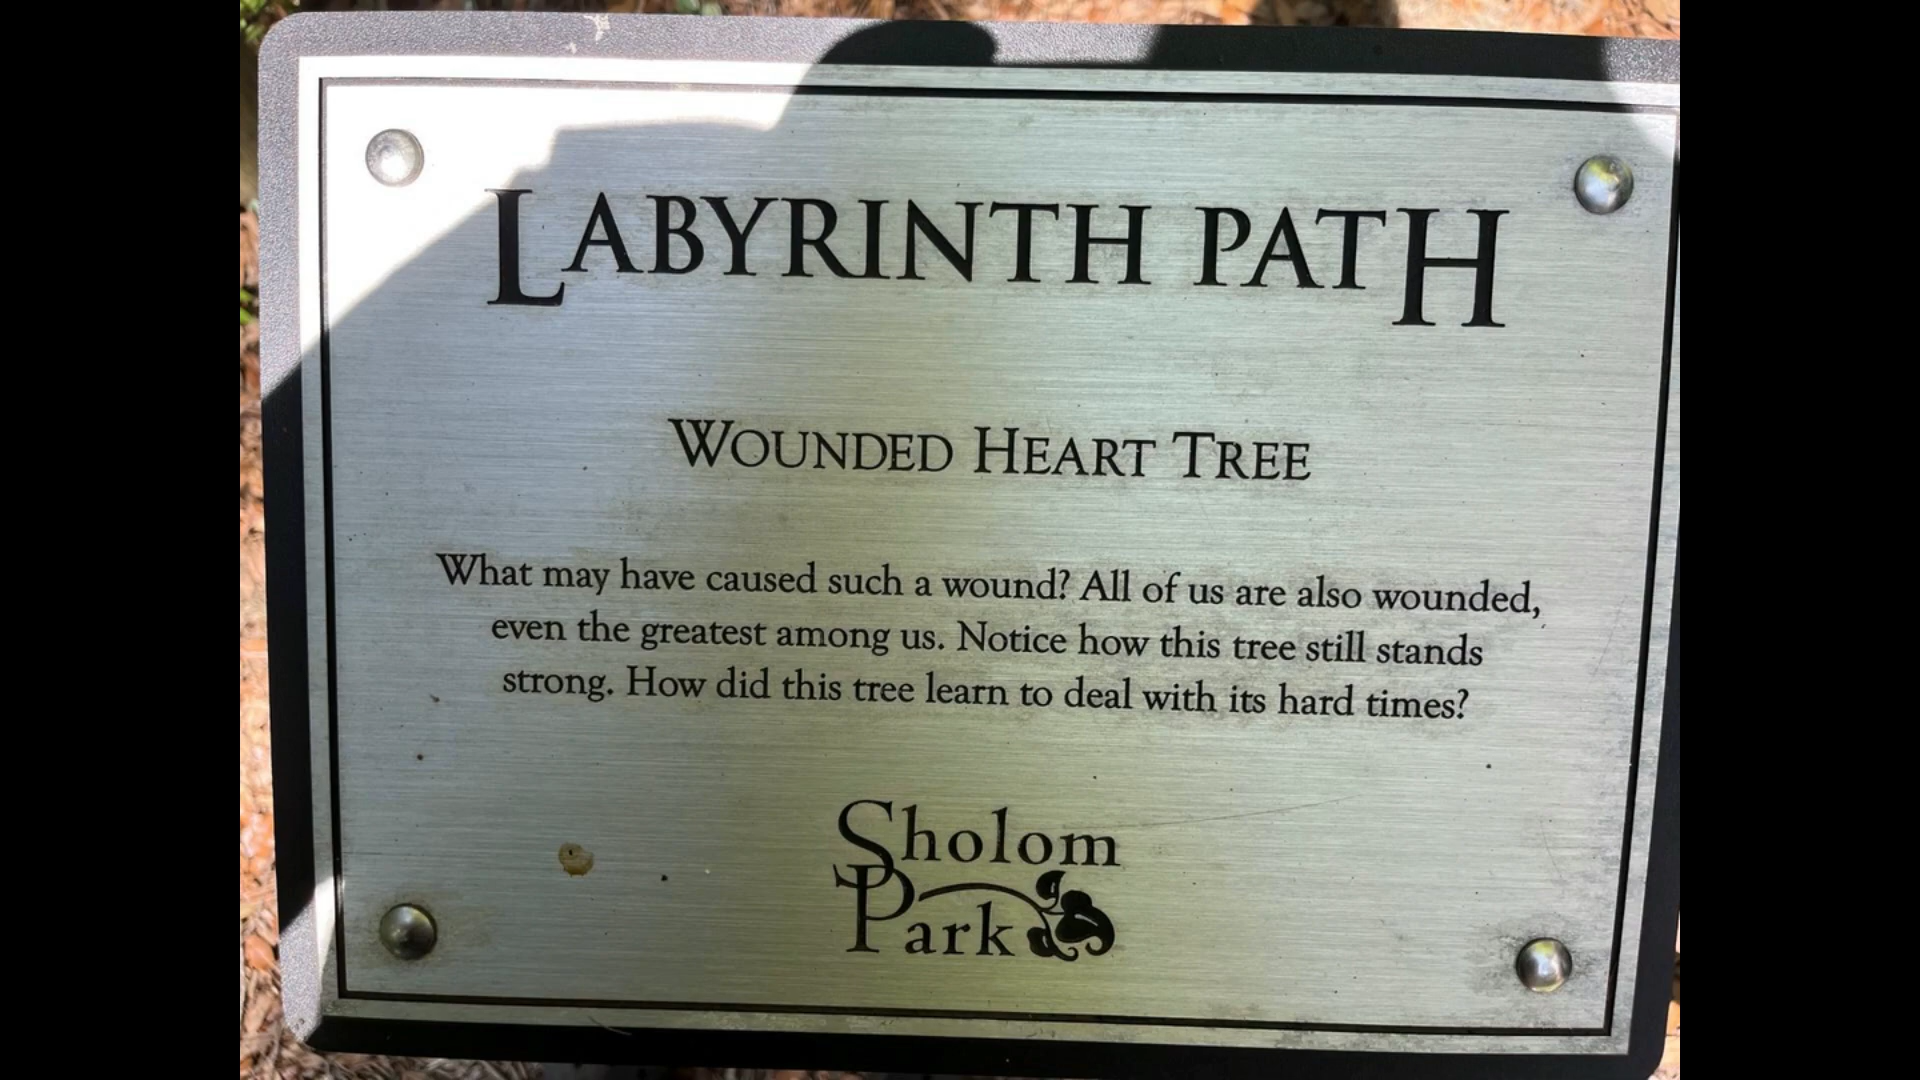 LABYRINTH PATH
WOUNDED HEART TREE
What may have caused such a wound? All of us are also wounded,
even the greatest among us. Notice how this tree still stands
strong. How did this tree learn to deal with its hard times?
Sholom
Park